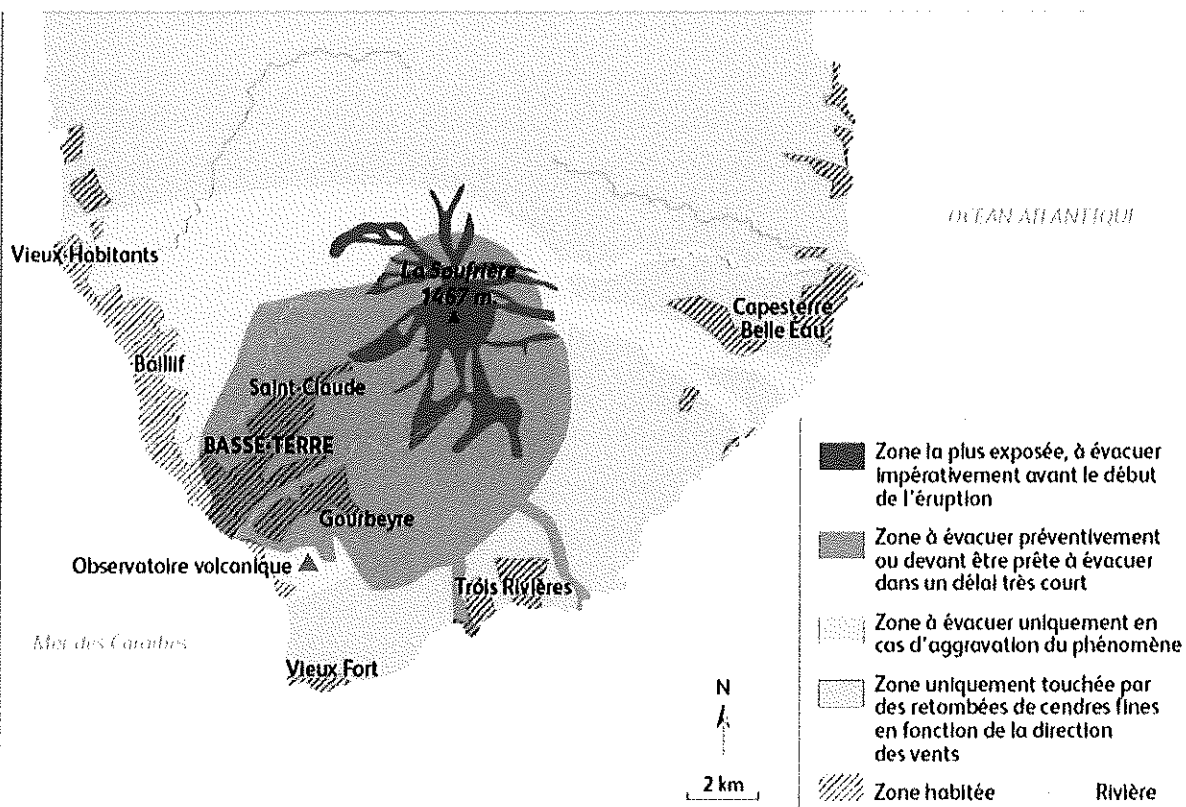 OCÉAN ATLANTIQUE
Vieux-Habitants
La Soufrière
1467 m.
Capesterre
Belle Eau
Baillif
Saint-Claude
BASSE-TERRE
Gourbeyre
Observatoire volcanique
Trois Rivières
Mer des Caraïbes
Vieux Fort
N
2 km
Zone la plus exposée, à évacuer
impérativement avant le début
de l'éruption
Zone à évacuer préventivement
ou devant être prête à évacuer
dans un délai très court
Zone à évacuer uniquement en
cas d'aggravation du phénomène
Zone uniquement touchée par
des retombées de cendres fines
en fonction de la direction
des vents
Zone habitée
Rivière